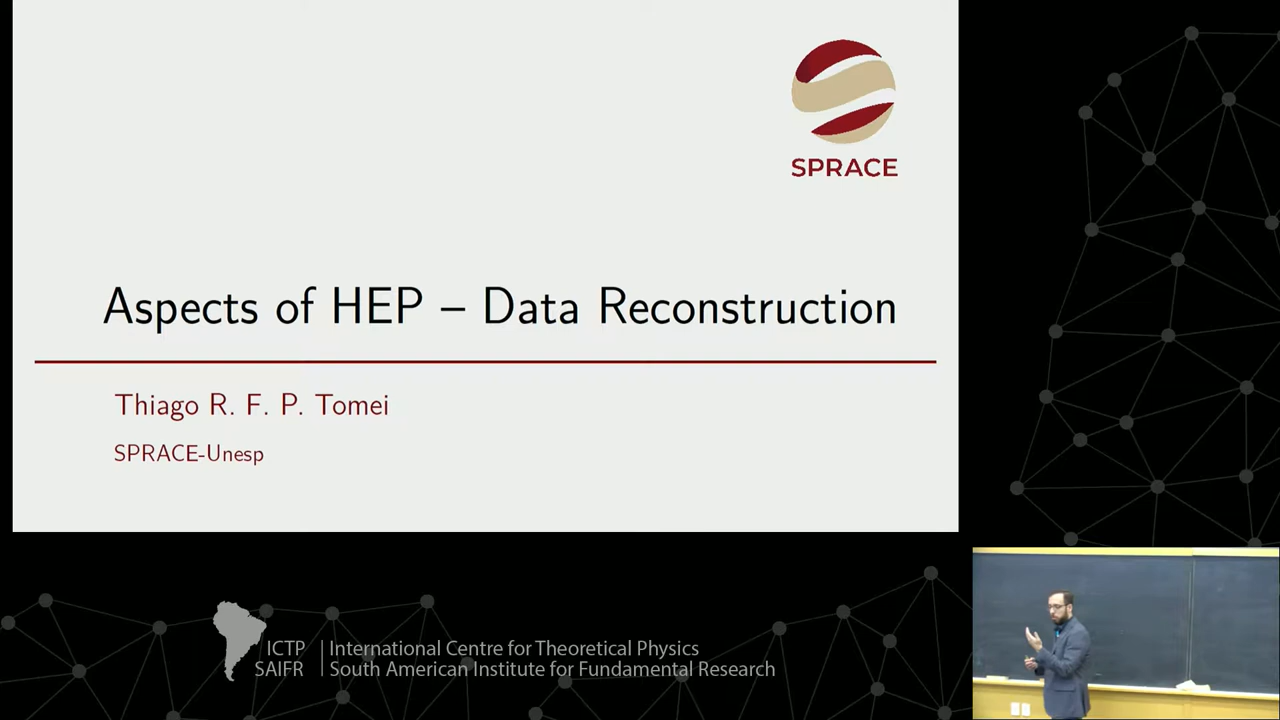 SPRACE
Aspects of HEP – Data Reconstruction
Thiago R. F. P. Tomei
SPRACE-Unesp
ICTP International Centre for Theoretical Physics
SAIFR South American Institute for Fundamental Research